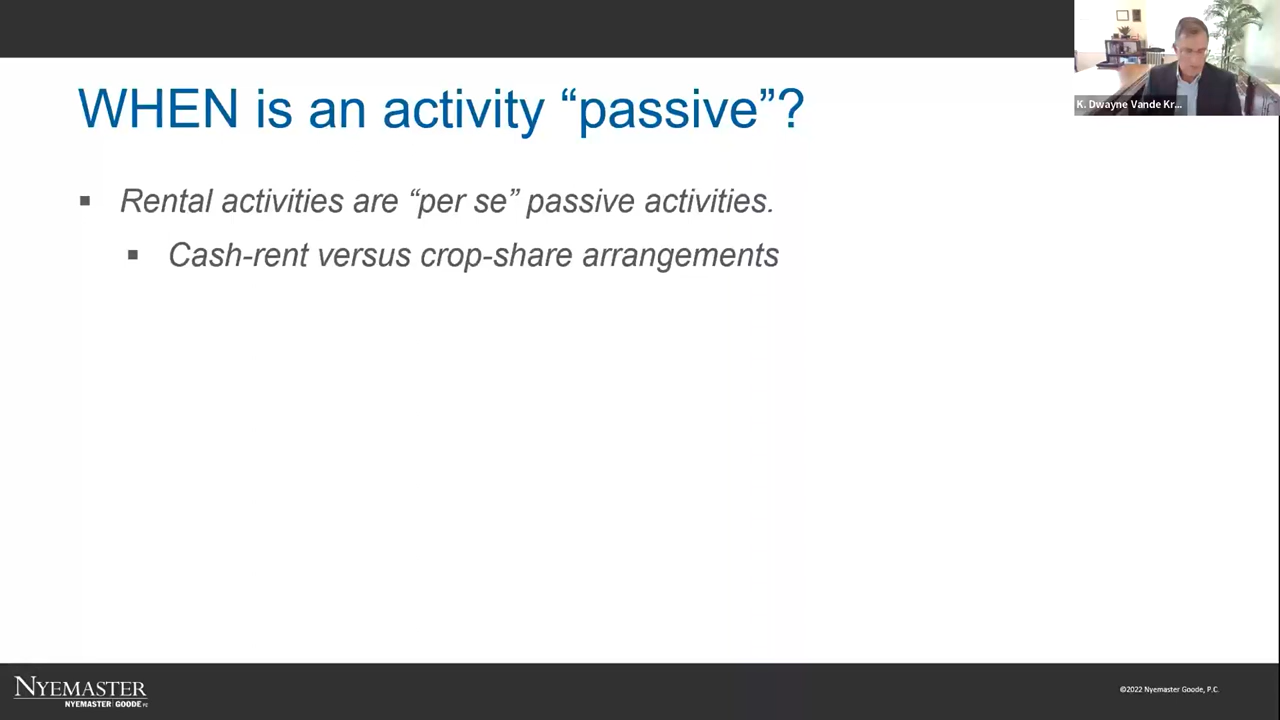 WHEN is an activity “passive”?
K. Dwayne Vande Kr...
▪ Rental activities are “per se” passive activities.
▪ Cash-rent versus crop-share arrangements
NYEMASTER
NYEMASTER | GOODE PC
©2022 Nyemaster Goode, P.C.